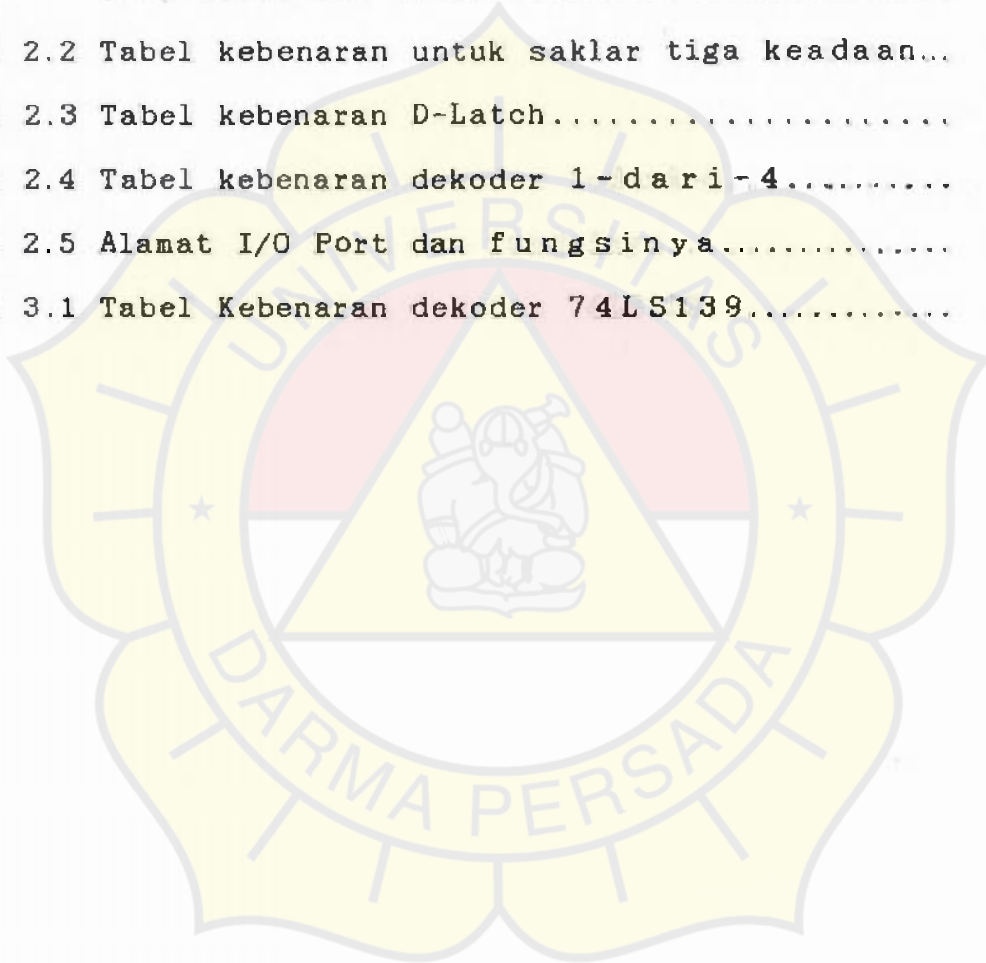 2.2 Tabel kebenaran untuk saklar tiga keadaan...
2.3 Tabel kebenaran D-Latch.....................
2.4 Tabel kebenaran dekoder 1-dari-4..........
2.5 Alamat I/O Port dan fungsinya..............
3.1 Tabel Kebenaran dekoder 74LS139............
UNIVERSITAS
DARMA PERSADA